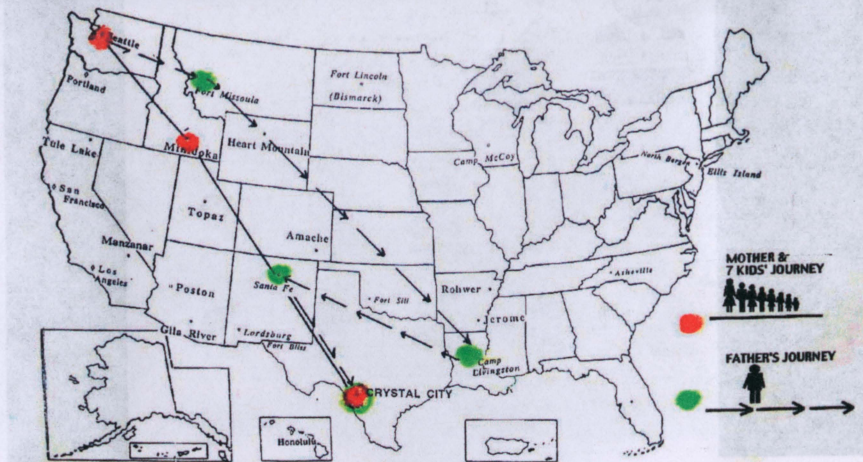 Seattle
Portland
Fort Missoula
Fort Lincoln
(Bismarck)
Minidoka
Heart Mountain
Tule Lake
San
Francisco
Camp McCoy
North Bergen
Ellis Island
Topaz
Manzanar
Amache
Los
Angeles
Poston
Santa Fe
Fort Sill
Rohwer
Asheville
Jerome
Gila River
Lordsburg
Fort Bliss
Camp
Livingston
CRYSTAL CITY
Honolulu
MOTHER &
7 KIDS' JOURNEY
FATHER'S JOURNEY